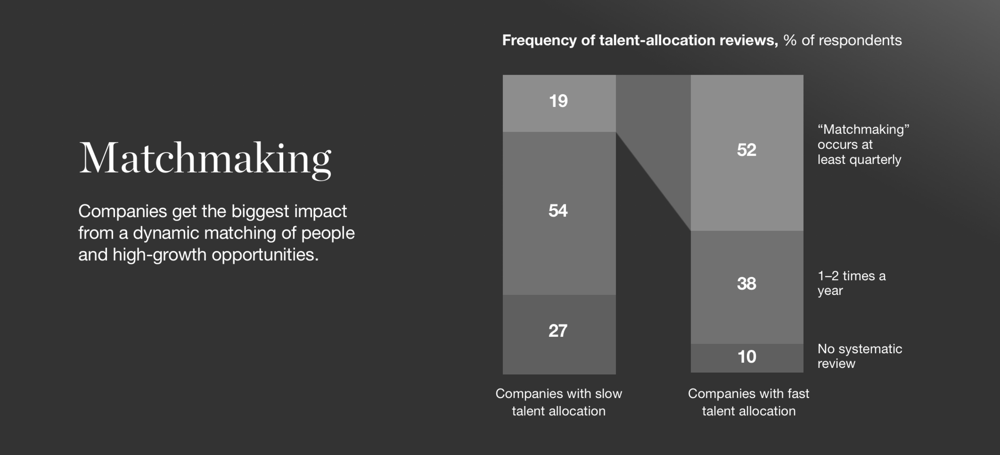 Matchmaking
Companies get the biggest impact
from a dynamic matching of people
and high-growth opportunities.
Frequency of talent-allocation reviews, % of respondents
19
54
27
52
38
10
“Matchmaking”
occurs at
least quarterly
1–2 times a
year
No systematic
review
Companies with slow
talent allocation
Companies with fast
talent allocation